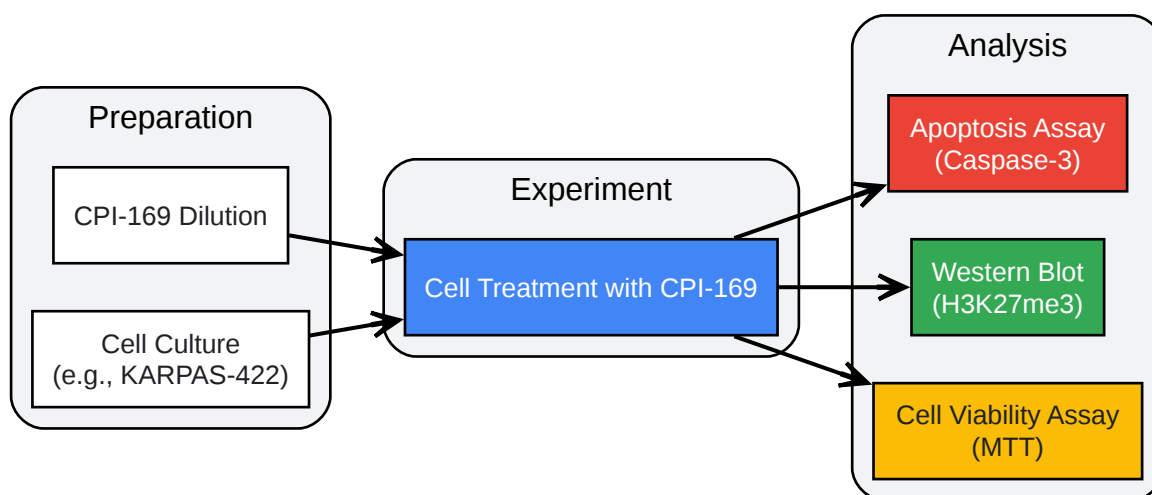 Preparation
CPI-169 Dilution
Cell Culture
(e.g., KARPAS-422)
Experiment
Cell Treatment with CPI-169
Analysis
Apoptosis Assay
(Caspase-3)
Western Blot
(H3K27me3)
Cell Viability Assay
(MTT)